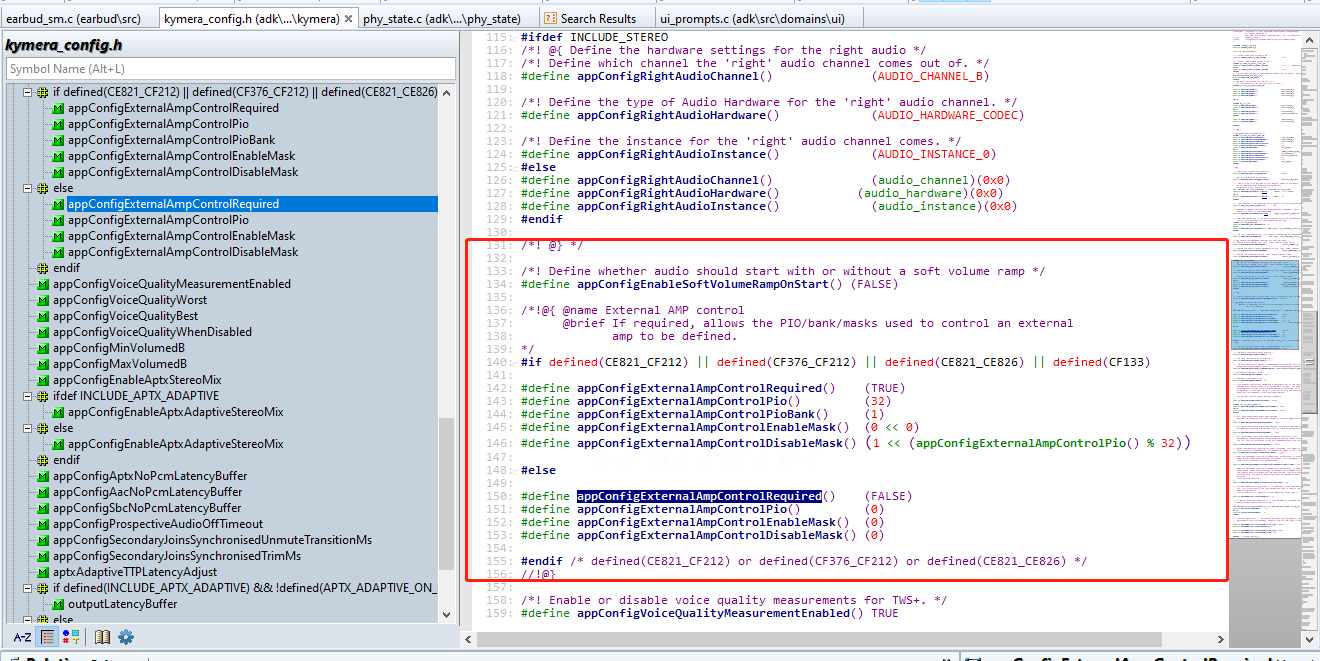 earbud_sm.c (earbud\src)
kymera_config.h (adk\...\kymera)
phy_state.c (adk\...\phy_state)
Search Results
ui_prompts.c (adk\src\domains\ui)
kymera_config.h
Symbol Name (Alt+L)
if defined(CE821_CF212) || defined(CF376_CF212) || defined(CE821_CE826)
appConfigExternalAmpControlRequired
appConfigExternalAmpControlPio
appConfigExternalAmpControlPioBank
appConfigExternalAmpControlEnableMask
appConfigExternalAmpControlDisableMask
else
appConfigExternalAmpControlRequired
appConfigExternalAmpControlPio
appConfigExternalAmpControlEnableMask
appConfigExternalAmpControlDisableMask
endif
appConfigVoiceQualityMeasurementEnabled
appConfigVoiceQualityWorst
appConfigVoiceQualityBest
appConfigVoiceQualityWhenDisabled
appConfigMinVolumedB
appConfigMaxVolumedB
appConfigEnableAptxStereoMix
ifdef INCLUDE_APTX_ADAPTIVE
appConfigEnableAptxAdaptiveStereoMix
else
appConfigEnableAptxAdaptiveStereoMix
endif
appConfigAptxNoPcmLatencyBuffer
appConfigAacNoPcmLatencyBuffer
appConfigSbcNoPcmLatencyBuffer
appConfigProspectiveAudioOffTimeout
appConfigSecondaryJoinsSynchronisedUnmuteTransitionMs
appConfigSecondaryJoinsSynchronisedTrimMs
aptxAdaptiveTTPLatencyAdjust
if defined(INCLUDE_APTX_ADAPTIVE) && !defined(APTX_ADAPTIVE_ON_
outputLatencyBuffer
else
A-Z
115: #ifdef INCLUDE_STEREO
116: /*! @{ Define the hardware settings for the right audio */
117: /*! Define which channel the 'right' audio channel comes out of. */
118: #define appConfigRightAudioChannel() (AUDIO_CHANNEL_B)
119:
120: /*! Define the type of Audio Hardware for the 'right' audio channel. */
121: #define appConfigRightAudioHardware() (AUDIO_HARDWARE_CODEC)
122:
123: /*! Define the instance for the 'right' audio channel comes. */
124: #define appConfigRightAudioInstance() (AUDIO_INSTANCE_0)
125: #else
126: #define appConfigRightAudioChannel() (audio_channel)(0x0)
127: #define appConfigRightAudioHardware() (audio_hardware)(0x0)
128: #define appConfigRightAudioInstance() (audio_instance)(0x0)
129: #endif
130:
131: /*! @} */
132:
133: /*! Define whether audio should start with or without a soft volume ramp */
134: #define appConfigEnableSoftVolumeRampOnStart() (FALSE)
135:
136: /*!@{ @name External AMP control
137: @brief If required, allows the PIO/bank/masks used to control an external
138: amp to be defined.
139: */
140: #if defined(CE821_CF212) || defined(CF376_CF212) || defined(CE821_CE826) || defined(CF133)
141:
142: #define appConfigExternalAmpControlRequired() (TRUE)
143: #define appConfigExternalAmpControlPio() (32)
144: #define appConfigExternalAmpControlPioBank() (1)
145: #define appConfigExternalAmpControlEnableMask() (0 << 0)
146: #define appConfigExternalAmpControlDisableMask() (1 << (appConfigExternalAmpControlPio() % 32))
147:
148: #else
149:
150: #define appConfigExternalAmpControlRequired() (FALSE)
151: #define appConfigExternalAmpControlPio() (0)
152: #define appConfigExternalAmpControlEnableMask() (0)
153: #define appConfigExternalAmpControlDisableMask() (0)
154:
155: #endif /* defined(CE821_CF212) or defined(CF376_CF212) or defined(CE821_CE826) */
156: //!@}
157:
158: /*! Enable or disable voice quality measurements for TWS+. */
159: #define appConfigVoiceQualityMeasurementEnabled() TRUE